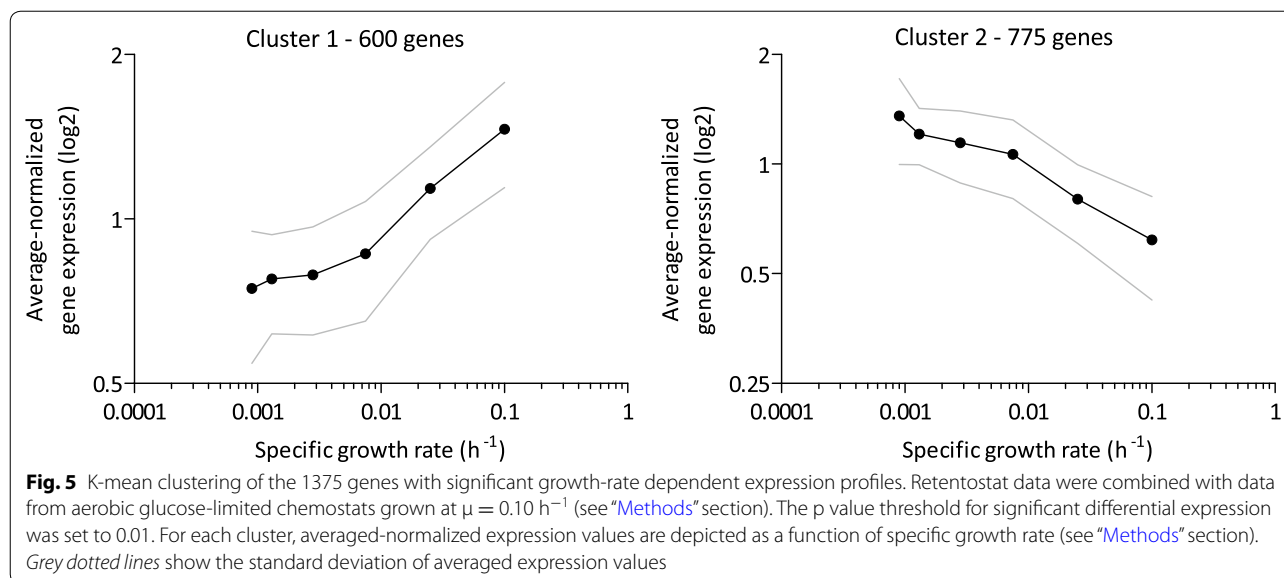 Cluster 1 - 600 genes
2
1
0.5
Average-normalized
gene expression (log2)
0.0001
0.001
0.01
0.1
1
Specific growth rate (h⁻¹)
Cluster 2 - 775 genes
2
1
0.5
0.25
Average-normalized
gene expression (log2)
0.0001
0.001
0.01
0.1
1
Specific growth rate (h⁻¹)
Fig. 5 K-mean clustering of the 1375 genes with significant growth-rate dependent expression profiles. Retentostat data were combined with data
from aerobic glucose-limited chemostats grown at μ = 0.10 h⁻¹ (see “Methods” section). The p value threshold for significant differential expression
was set to 0.01. For each cluster, averaged-normalized expression values are depicted as a function of specific growth rate (see “Methods” section).
Grey dotted lines show the standard deviation of averaged expression values